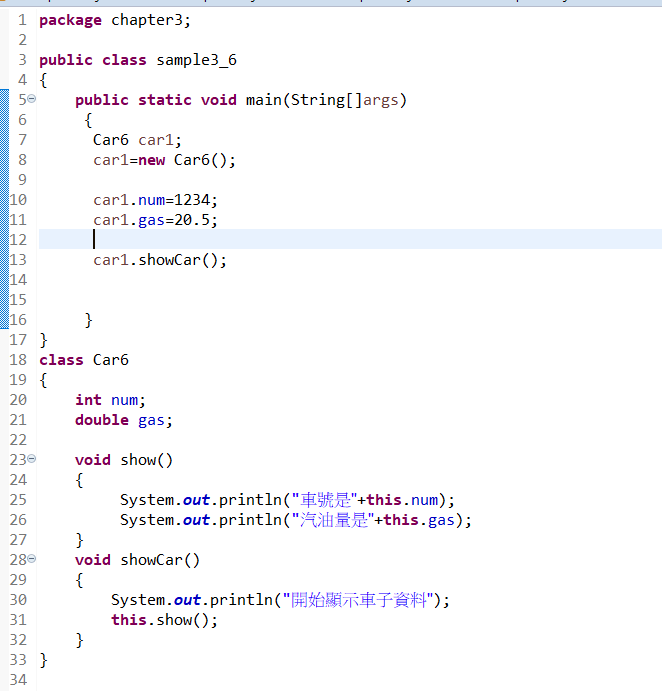 1 package chapter3;
2
3 public class sample3_6
4 {
5 public static void main(String[]args)
6 {
7 Car6 car1;
8 car1=new Car6();
9
10 car1.num=1234;
11 car1.gas=20.5;
12
13 car1.showCar();
14
15
16 }
17 }
18 class Car6
19 {
20 int num;
21 double gas;
22
23 void show()
24 {
25 System.out.println("車號是"+this.num);
26 System.out.println("汽油量是"+this.gas);
27 }
28 void showCar()
29 {
30 System.out.println("開始顯示車子資料");
31 this.show();
32 }
33 }
34